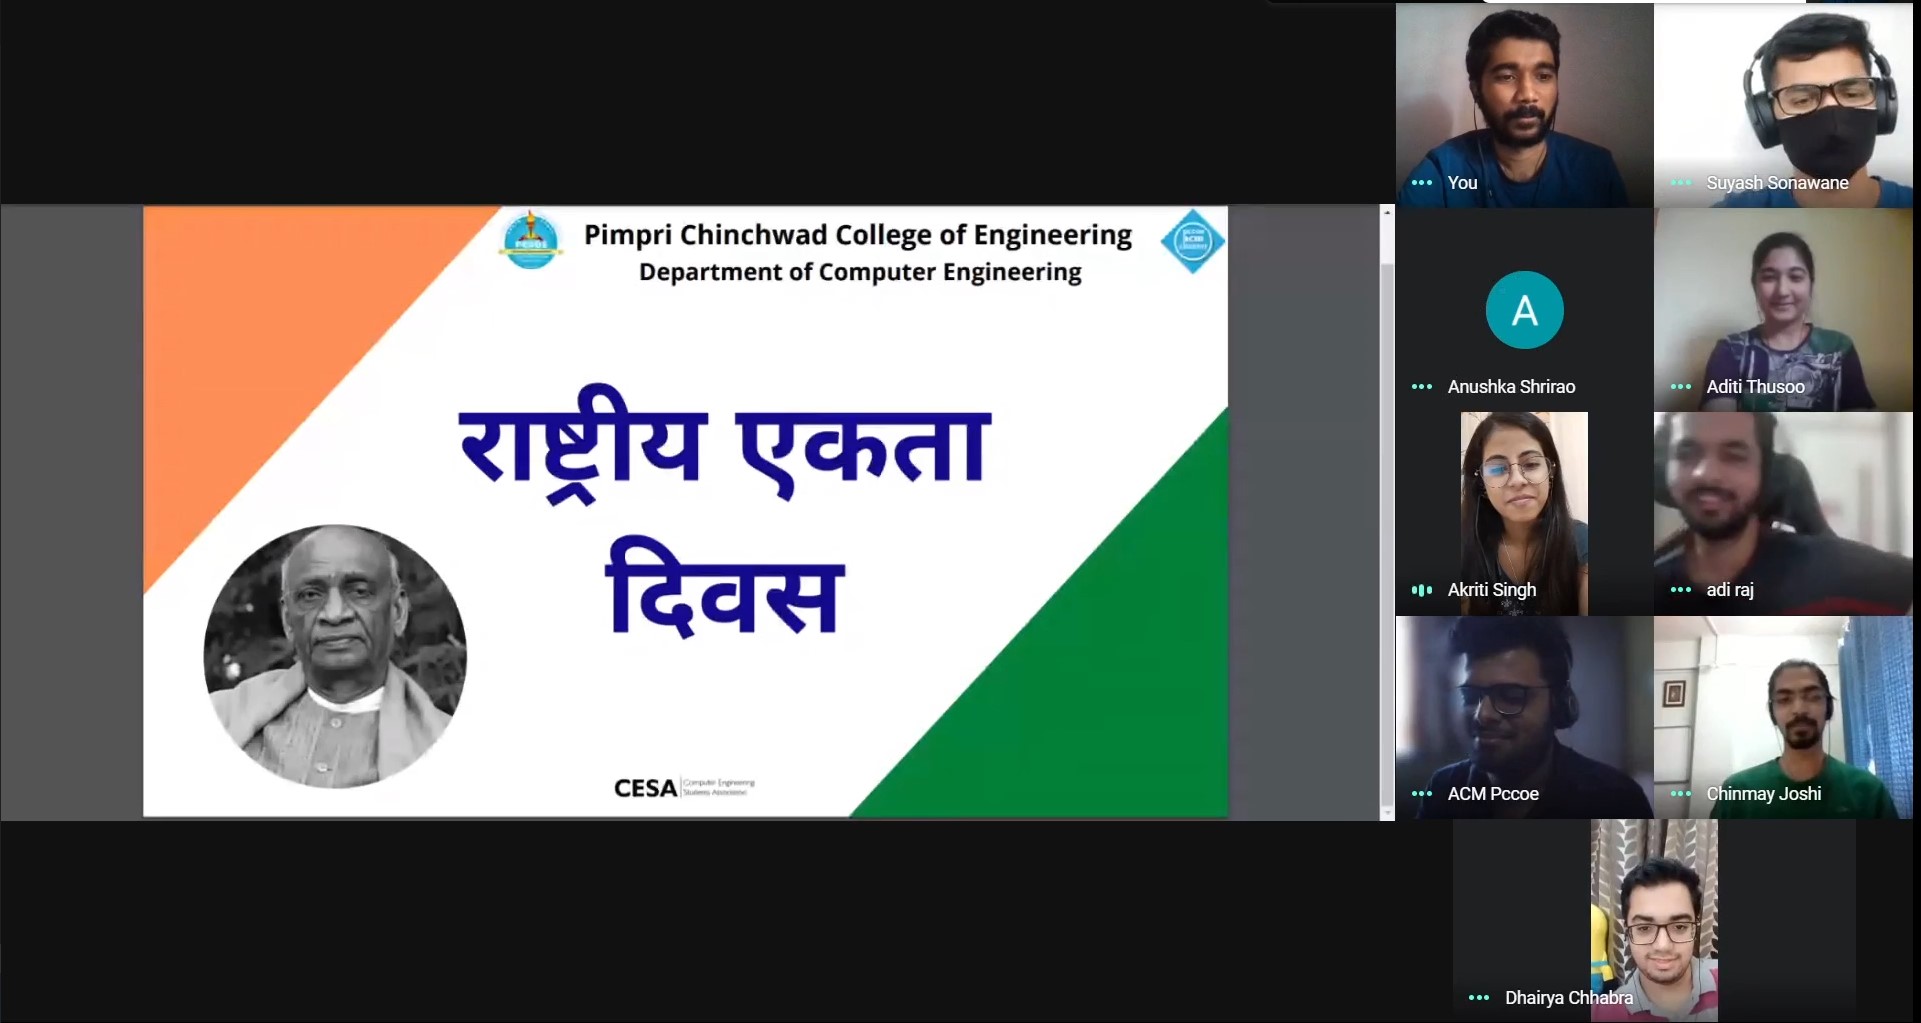 Pimpri Chinchwad College of Engineering
Department of Computer Engineering
राष्ट्रीय एकता
दिवस
CESA
Computer Engineering
Students Association
You
Suyash Sonawane
A
Anushka Shrirao
Aditi Thusoo
Akriti Singh
adi raj
ACM Pccoe
Chinmay Joshi
Dhairya Chhabra